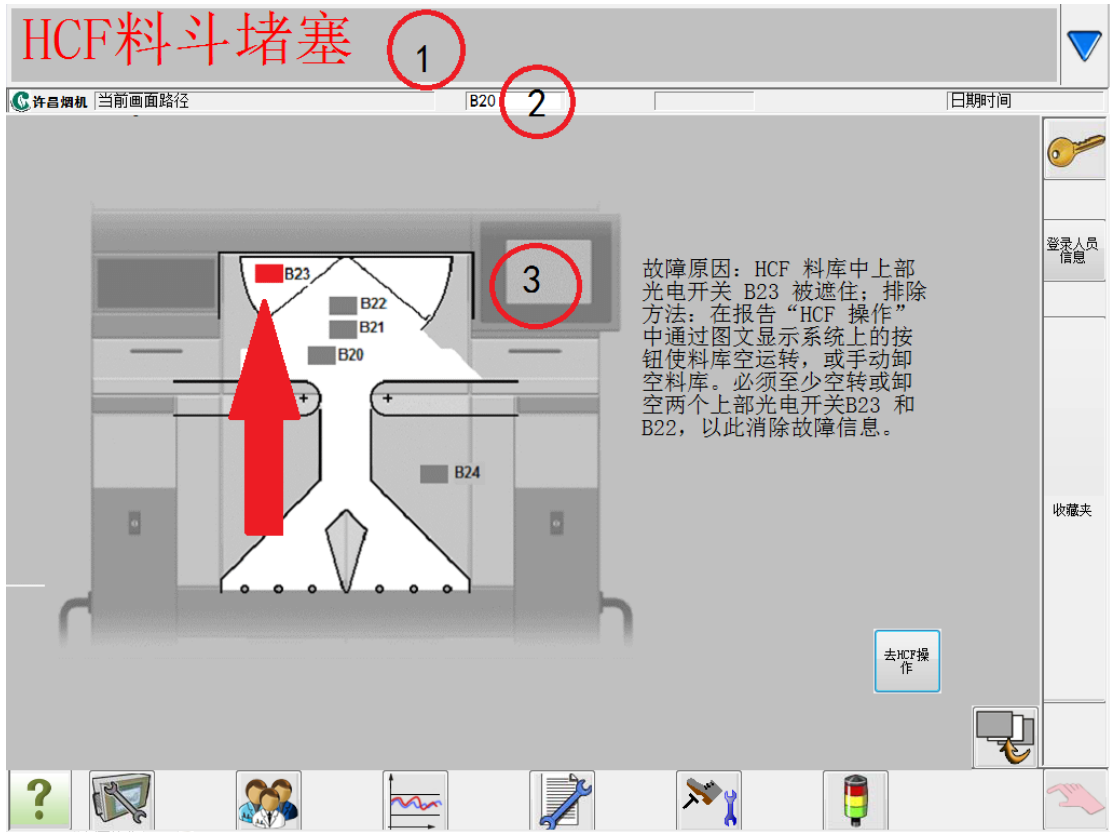 HCF料斗堵塞
1
许昌烟机
当前画面路径
B20
2
日期时间
登录人员
信息
3
B23
B22
B21
B20
B24
故障原因：HCF 料库中上部
光电开关 B23 被遮住；排除
方法：在报告“HCF 操作”
中通过图文显示系统上的按
钮使料库空运转，或手动卸
空料库。必须至少空转或卸
空两个上部光电开关B23 和
B22，以此消除故障信息。
收藏夹
去HCF操
作
?